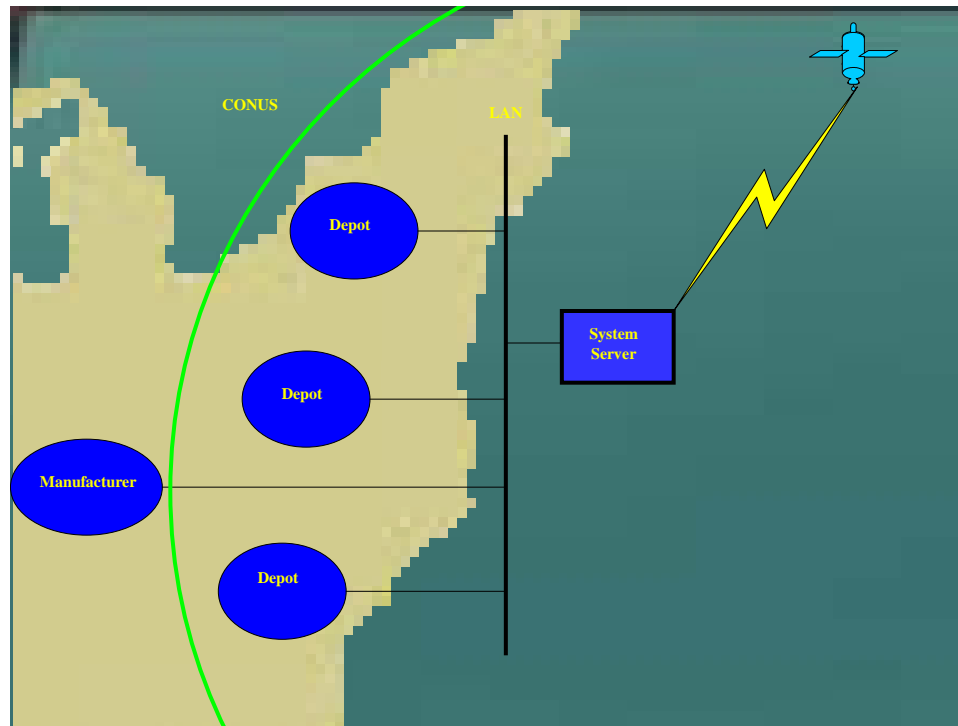 CONUS
LAN
Depot
System
Server
Depot
Manufacturer
Depot